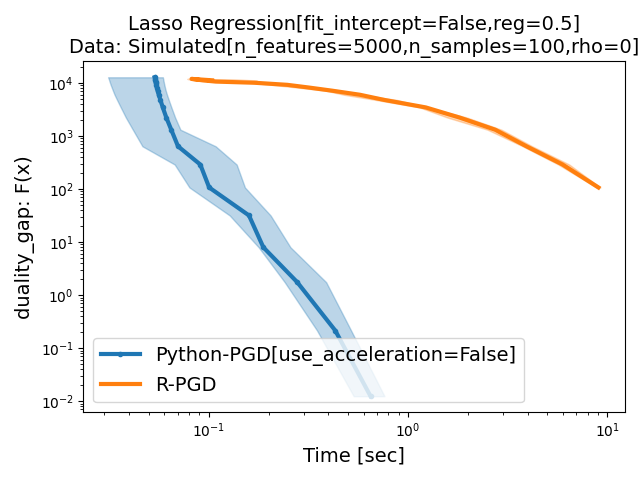 Lasso Regression[fit_intercept=False,reg=0.5]
Data: Simulated[n_features=5000,n_samples=100,rho=0]
duality_gap: F(x)
10⁴
10³
10²
10¹
10⁰
10⁻¹
10⁻²
Python-PGD[use_acceleration=False]
R-PGD
10⁻¹
10⁰
10¹
Time [sec]